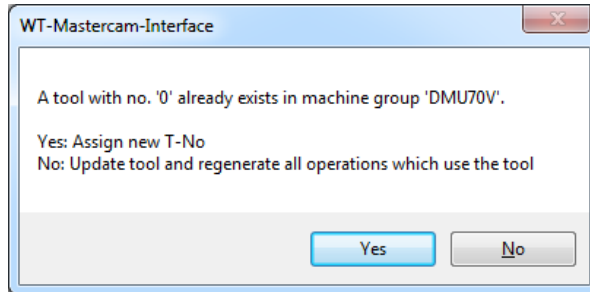 WT-Mastercam-Interface
A tool with no. '0' already exists in machine group 'DMU70V'.
Yes: Assign new T-No
No: Update tool and regenerate all operations which use the tool
Yes
No